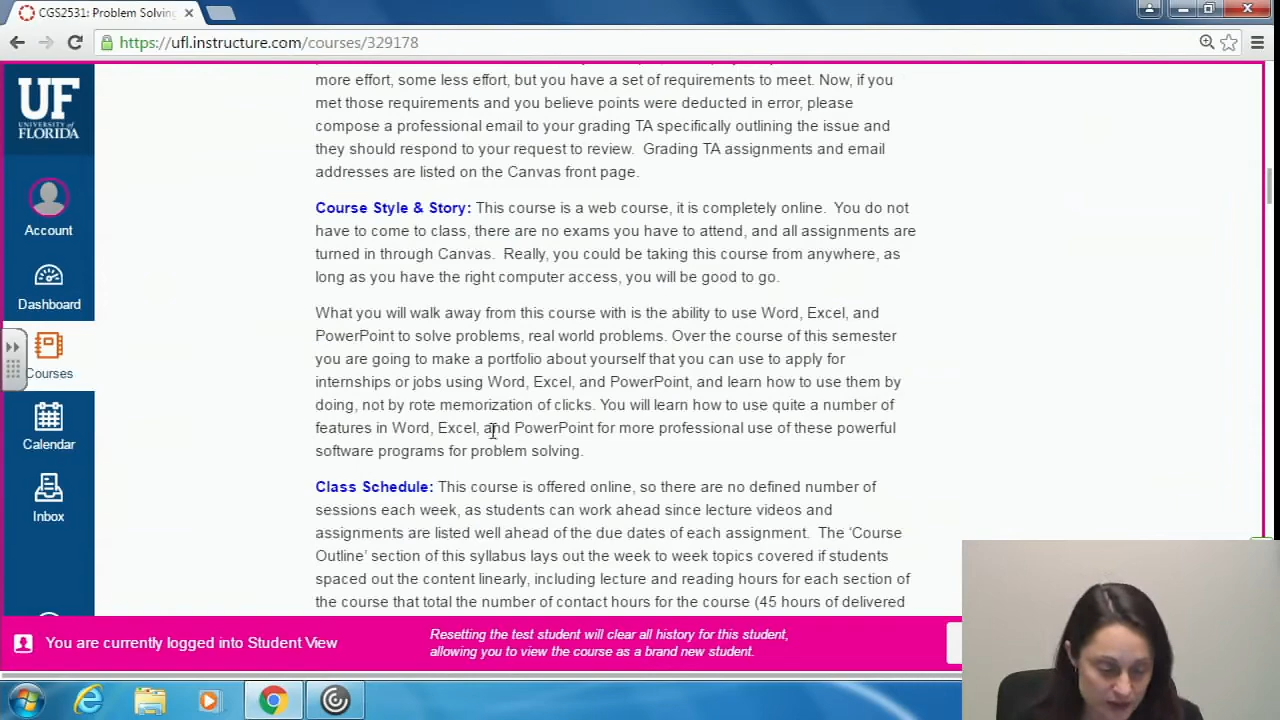 CGS2531: Problem Solving
https://ufl.instructure.com/courses/329178
UF
UNIVERSITY of
FLORIDA
Account
Dashboard
Courses
Calendar
Inbox
more effort, some less effort, but you have a set of requirements to meet. Now, if you
met those requirements and you believe points were deducted in error, please
compose a professional email to your grading TA specifically outlining the issue and
they should respond to your request to review.  Grading TA assignments and email
addresses are listed on the Canvas front page.
Course Style & Story: This course is a web course, it is completely online.  You do not
have to come to class, there are no exams you have to attend, and all assignments are
turned in through Canvas.  Really, you could be taking this course from anywhere, as
long as you have the right computer access, you will be good to go.
What you will walk away from this course with is the ability to use Word, Excel, and
PowerPoint to solve problems, real world problems. Over the course of this semester
you are going to make a portfolio about yourself that you can use to apply for
internships or jobs using Word, Excel, and PowerPoint, and learn how to use them by
doing, not by rote memorization of clicks. You will learn how to use quite a number of
features in Word, Excel, and PowerPoint for more professional use of these powerful
software programs for problem solving.
Class Schedule: This course is offered online, so there are no defined number of
sessions each week, as students can work ahead since lecture videos and
assignments are listed well ahead of the due dates of each assignment.  The ‘Course
Outline’ section of this syllabus lays out the week to week topics covered if students
spaced out the content linearly, including lecture and reading hours for each section of
the course that total the number of contact hours for the course (45 hours of delivered
You are currently logged into Student View
Resetting the test student will clear all history for this student,
allowing you to view the course as a brand new student.